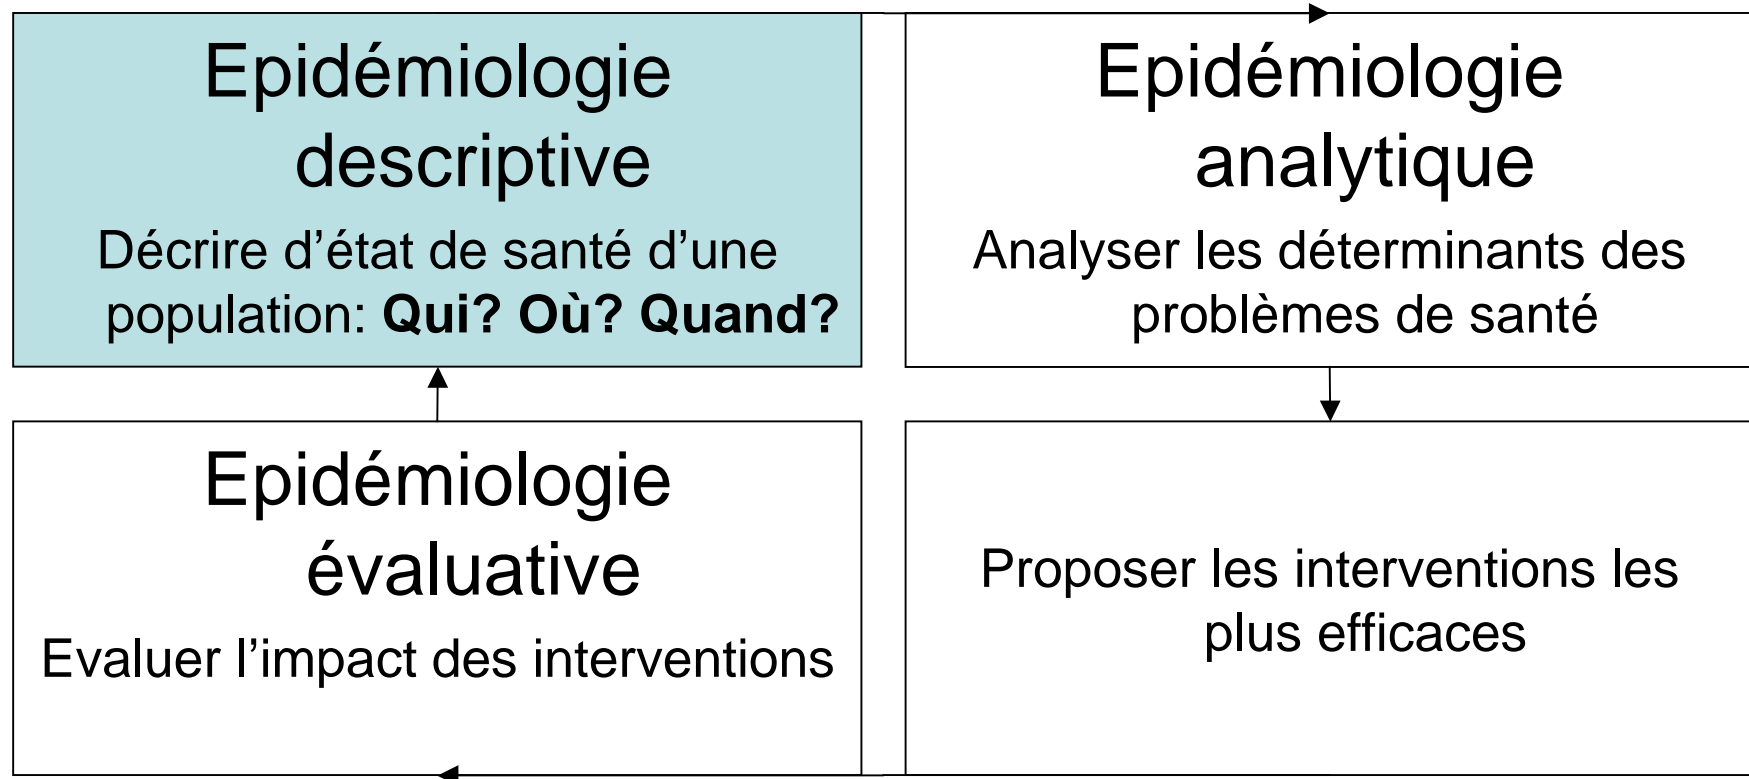 Epidémiologie
descriptive
Décrire d’état de santé d’une
population: Qui? Où? Quand?
Epidémiologie
analytique
Analyser les déterminants des
problèmes de santé
Epidémiologie
évaluative
Evaluer l’impact des interventions
Proposer les interventions les
plus efficaces